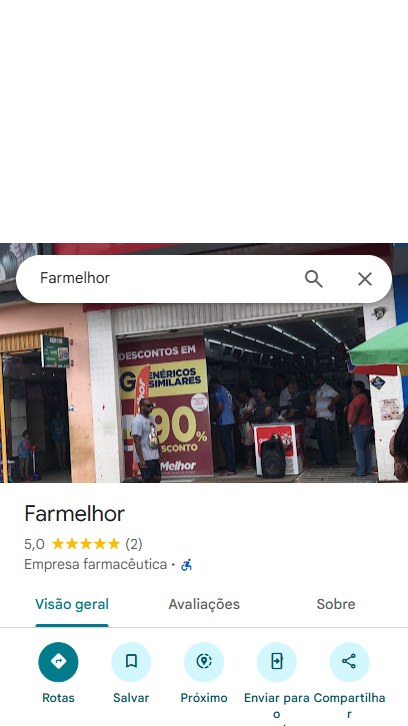 Farmelhor
DESCONTOS EM
GENÉRICOS
SIMILARES
90%
Melhor
Farmelhor
5,0 (2)
Empresa farmacêutica ·
Visão geral Avaliações Sobre
Rotas Salvar Próximo Enviar para o Compartilhar